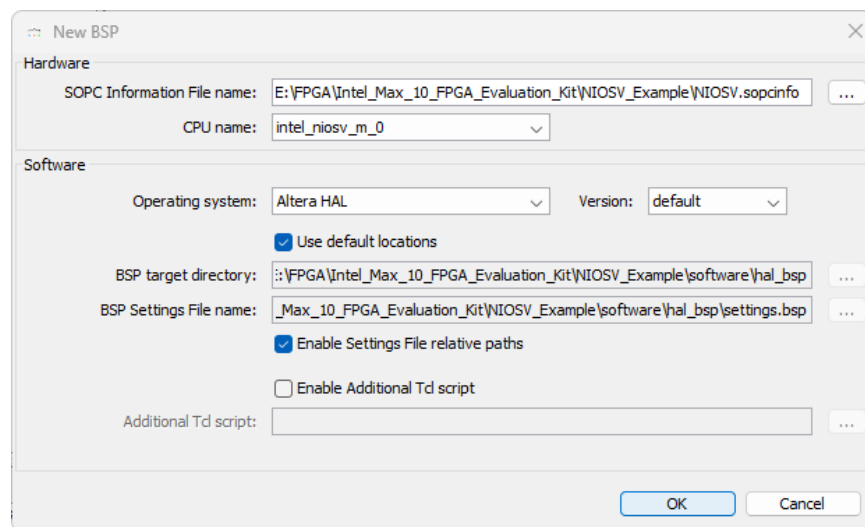 New BSP
Hardware
SOPC Information File name: E:\FPGA\Intel_Max_10_FPGA_Evaluation_Kit\NIOSV_Example\NIOSV.sopcinfo ...
CPU name: intel_niosv_m_0
Software
Operating system: Altera HAL Version: default
Use default locations
BSP target directory: :\FPGA\Intel_Max_10_FPGA_Evaluation_Kit\NIOSV_Example\software\hal_bsp ...
BSP Settings File name: _Max_10_FPGA_Evaluation_Kit\NIOSV_Example\software\hal_bsp\settings.bsp ...
Enable Settings File relative paths
Enable Additional Tcl script
Additional Tcl script: ...
OK Cancel